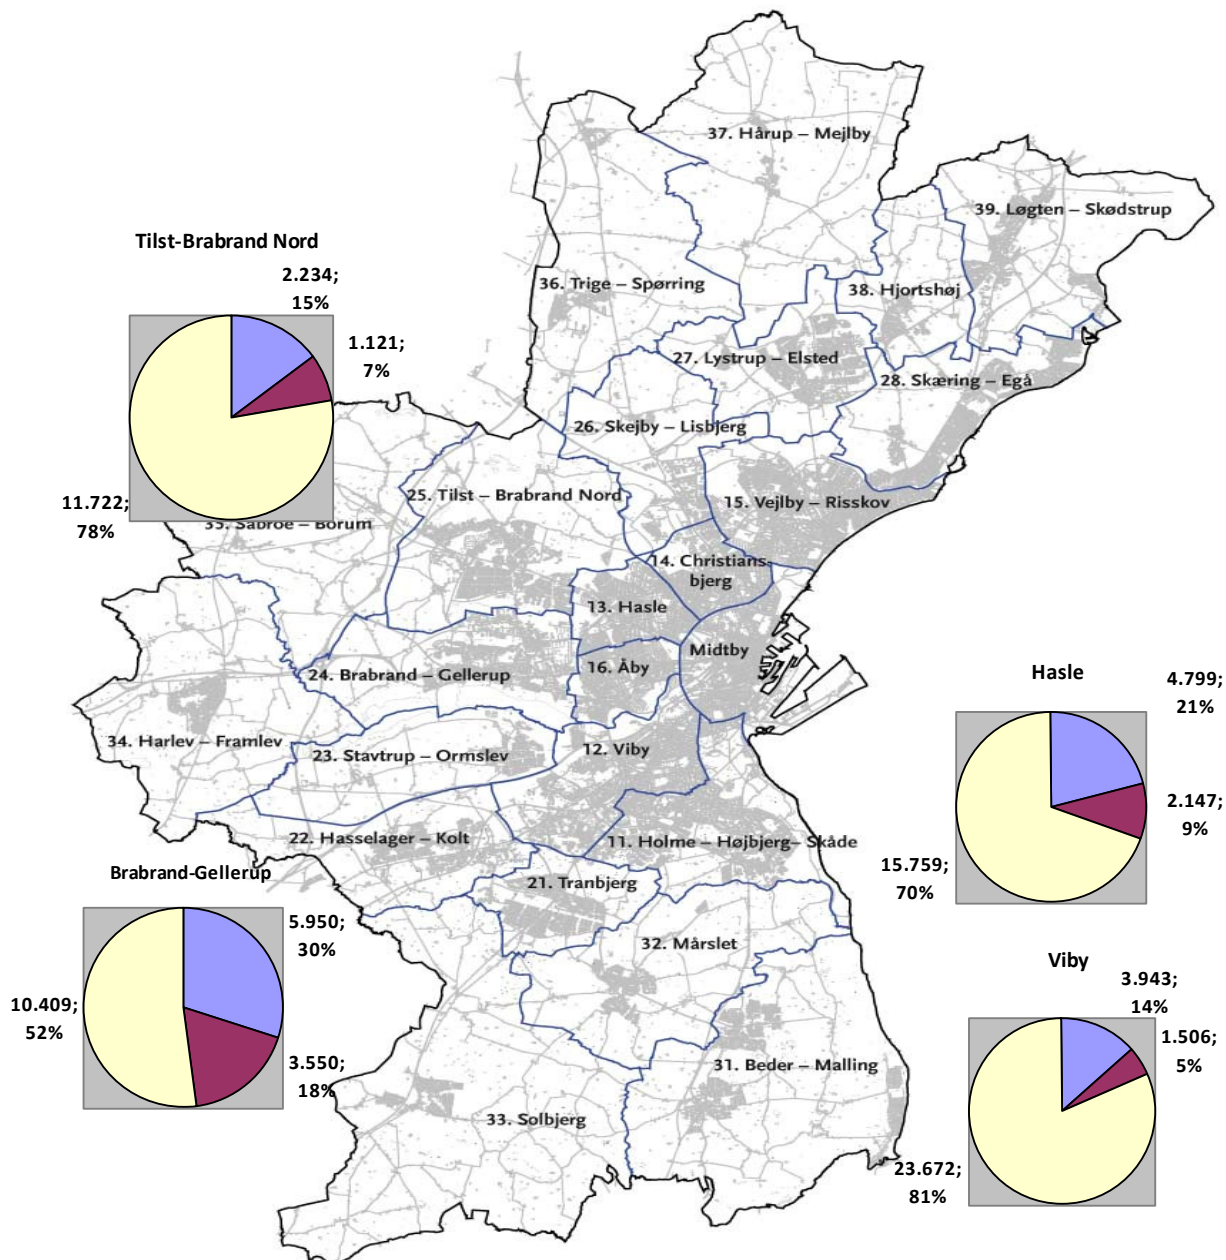 37. Hårup – Mejlby
39. Løgten – Skødstrup
Tilst-Brabrand Nord
2.234;
15%
36. Trige – Spørring
38. Hjortshøj
1.121;
7%
27. Lystrup – Elsted
28. Skæring – Egå
26. Skejby – Lisbjerg
25. Tilst – Brabrand Nord
11.722;
78%
15. Vejlby – Risskov
35. Sabroe – Borum
14. Christians-
bjerg
13. Hasle
Midtby
16. Åby
24. Brabrand – Gellerup
Hasle
4.799;
21%
34. Harlev – Framlev
23. Stavtrup – Ormslev
12. Viby
2.147;
9%
22. Hasselager – Kolt
11. Holme – Højbjerg– Skåde
15.759;
70%
Brabrand-Gellerup
21. Tranbjerg
5.950;
30%
32. Mårslet
Viby
3.943;
14%
10.409;
52%
1.506;
5%
3.550;
18%
31. Beder – Malling
33. Solbjerg
23.672;
81%